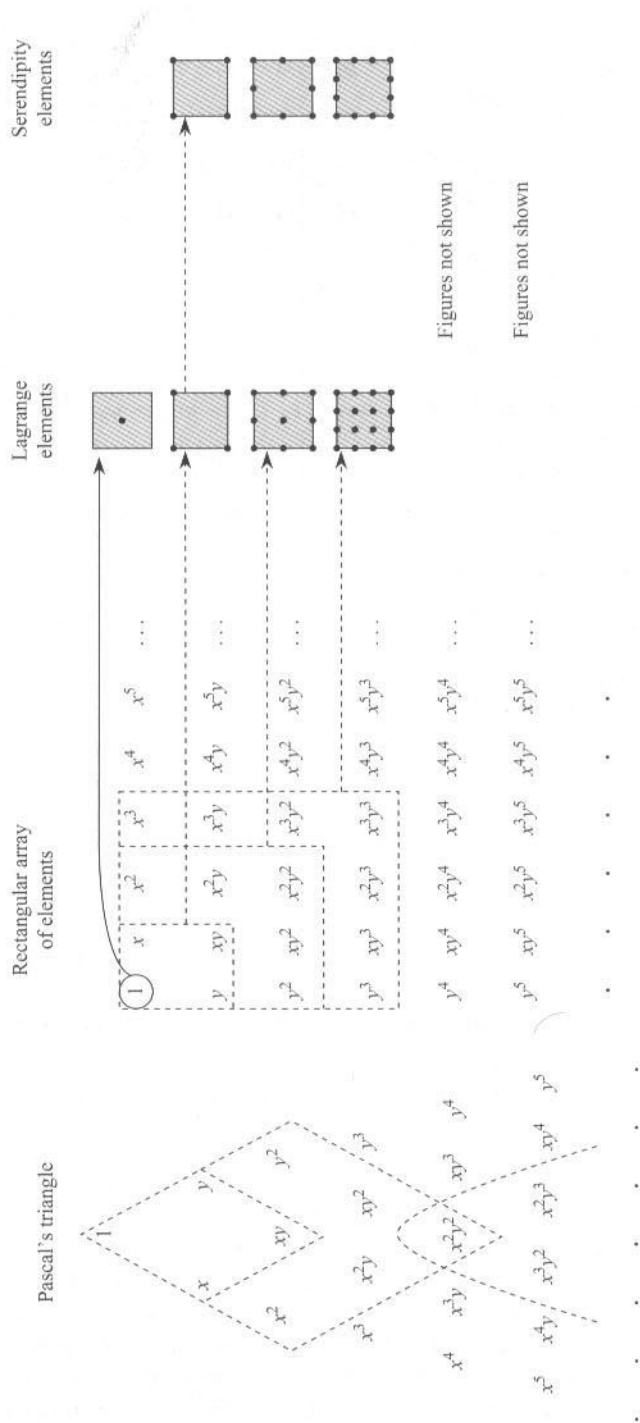 Pascal's triangle
1
x y
x² xy y²
x³ x²y xy² y³
x⁴ x³y x²y² xy³ y⁴
x⁵ x⁴y x³y² x²y³ xy⁴ y⁵
. . . . . .
Rectangular array
of elements
1 x x² x³ x⁴ x⁵ ...
y xy x²y x³y x⁴y x⁵y ...
y² xy² x²y² x³y² x⁴y² x⁵y² ...
y³ xy³ x²y³ x³y³ x⁴y³ x⁵y³ ...
y⁴ xy⁴ x²y⁴ x³y⁴ x⁴y⁴ x⁵y⁴ ...
y⁵ xy⁵ x²y⁵ x³y⁵ x⁴y⁵ x⁵y⁵ ...
. . . . . .
Lagrange
elements
Serendipity
elements
Figures not shown
Figures not shown